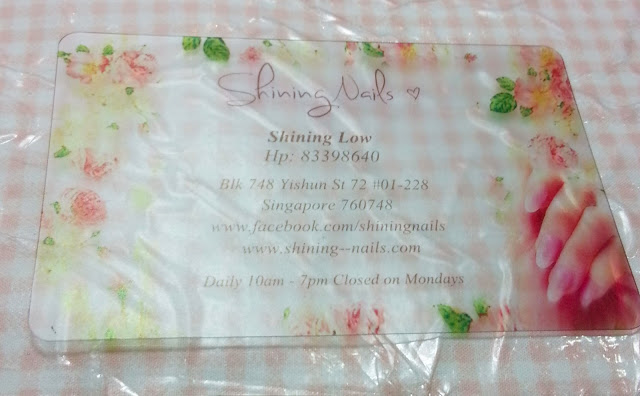 Shining Nails ♡
Shining Low
Hp: 83398640
Blk 748 Yishun St 72 #01-228
Singapore 760748
www.facebook.com/shiningnails
www.shining--nails.com
Daily 10am - 7pm Closed on Mondays